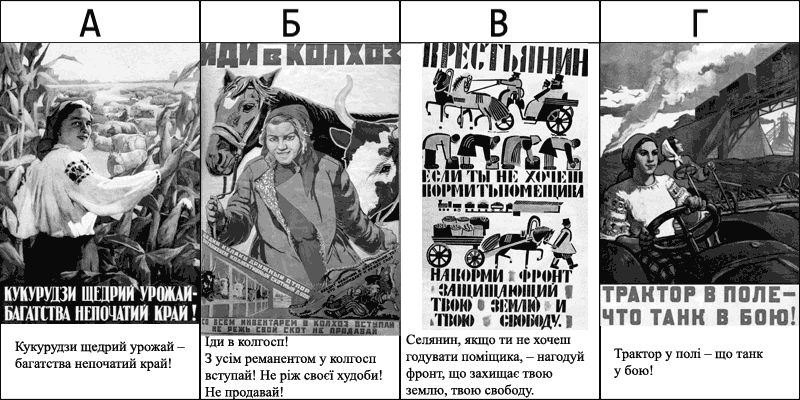 А
Б
В
Г
КУКУРУДЗИ ЩЕДРИЙ УРОЖАЙ-
БАГАТСТВА НЕПОЧАТИЙ КРАЙ!
Кукурудзи щедрий урожай –
багатства непочатий край!
ИДИ В КОЛХОЗ
СО ВСЕМ ИНВЕНТАРЕМ В КОЛХОЗ ВСТУПАЙ
НЕ РЕЖЬ СВОЙ СКОТ НЕ ПРОДАВАЙ
Іди в колгосп!
З усім реманентом у колгосп
вступай! Не ріж своєї худоби!
Не продавай!
КРЕСТЬЯНИН
ЕСЛИ ТЫ НЕ ХОЧЕШ
КОРМИТЬ ПОМЕЩИКА
НАКОРМИ ФРОНТ
ЗАЩИЩАЮЩИЙ
ТВОЮ ЗЕМЛЮ И
ТВОЮ СВОБОДУ.
Селянин, якщо ти не хочеш
годувати поміщика, – нагодуй
фронт, що захищає твою
землю, твою свободу.
ТРАКТОР В ПОЛЕ-
ЧТО ТАНК В БОЮ!
Трактор у полі – що танк
у бою!